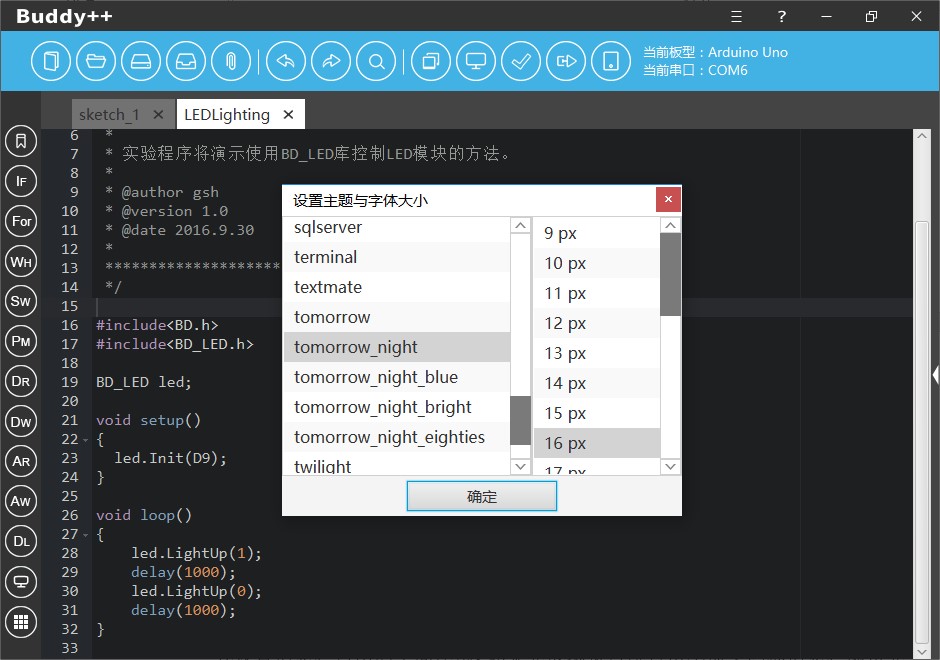 Buddy++
?
当前板型：Arduino Uno
当前串口：COM6
sketch_1 ×
LEDLighting ×
IF
For
WH
SW
PM
DR
DW
AR
AW
DL
6 *
7 * 实验程序将演示使用BD_LED库控制LED模块的方法。
8 *
9 * @author gsh
10 * @version 1.0
11 * @date 2016.9.30
12 *
13 ********************
14 */
15
16 #include<BD.h>
17 #include<BD_LED.h>
18
19 BD_LED led;
20
21 void setup()
22 {
23 led.Init(D9);
24 }
25
26 void loop()
27 {
28 led.LightUp(1);
29 delay(1000);
30 led.LightUp(0);
31 delay(1000);
32 }
33
设置主题与字体大小
sqlserver
terminal
textmate
tomorrow
tomorrow_night
tomorrow_night_blue
tomorrow_night_bright
tomorrow_night_eighties
twilight
9 px
10 px
11 px
12 px
13 px
14 px
15 px
16 px
17 px
确定